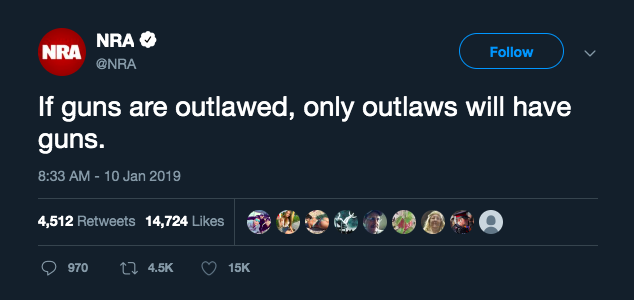 NRA
NRA
@NRA
Follow
If guns are outlawed, only outlaws will have
guns.
8:33 AM - 10 Jan 2019
4,512 Retweets 14,724 Likes
970 4.5K 15K